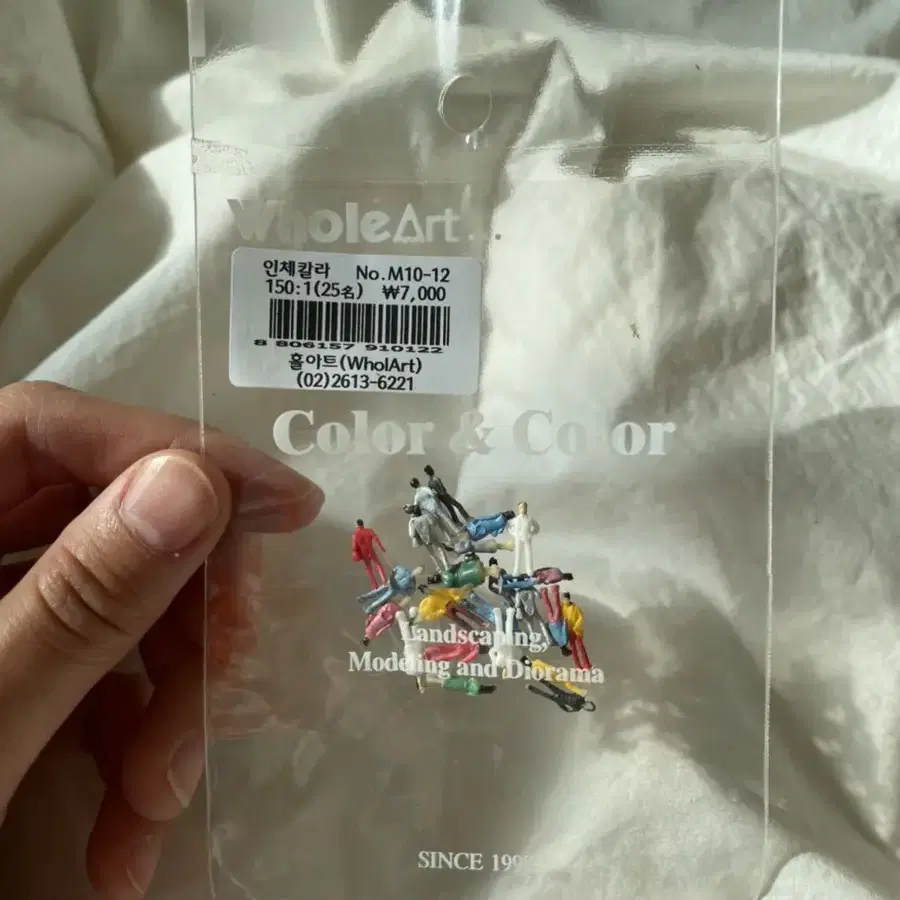 WholeArt
인체칼라 No.M10-12
150:1(25名) ₩7,000
8 806157 910122
홀아트(WholArt)
(02)2613-6221
Color & Color
Landscaping,
Modeling and Diorama
SINCE